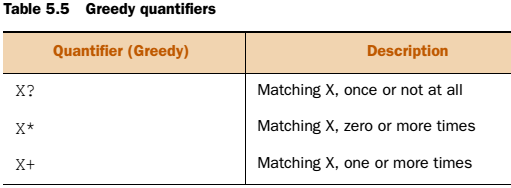 Table 5.5 Greedy quantifiers
Quantifier (Greedy) Description
X? Matching X, once or not at all
X* Matching X, zero or more times
X+ Matching X, one or more times